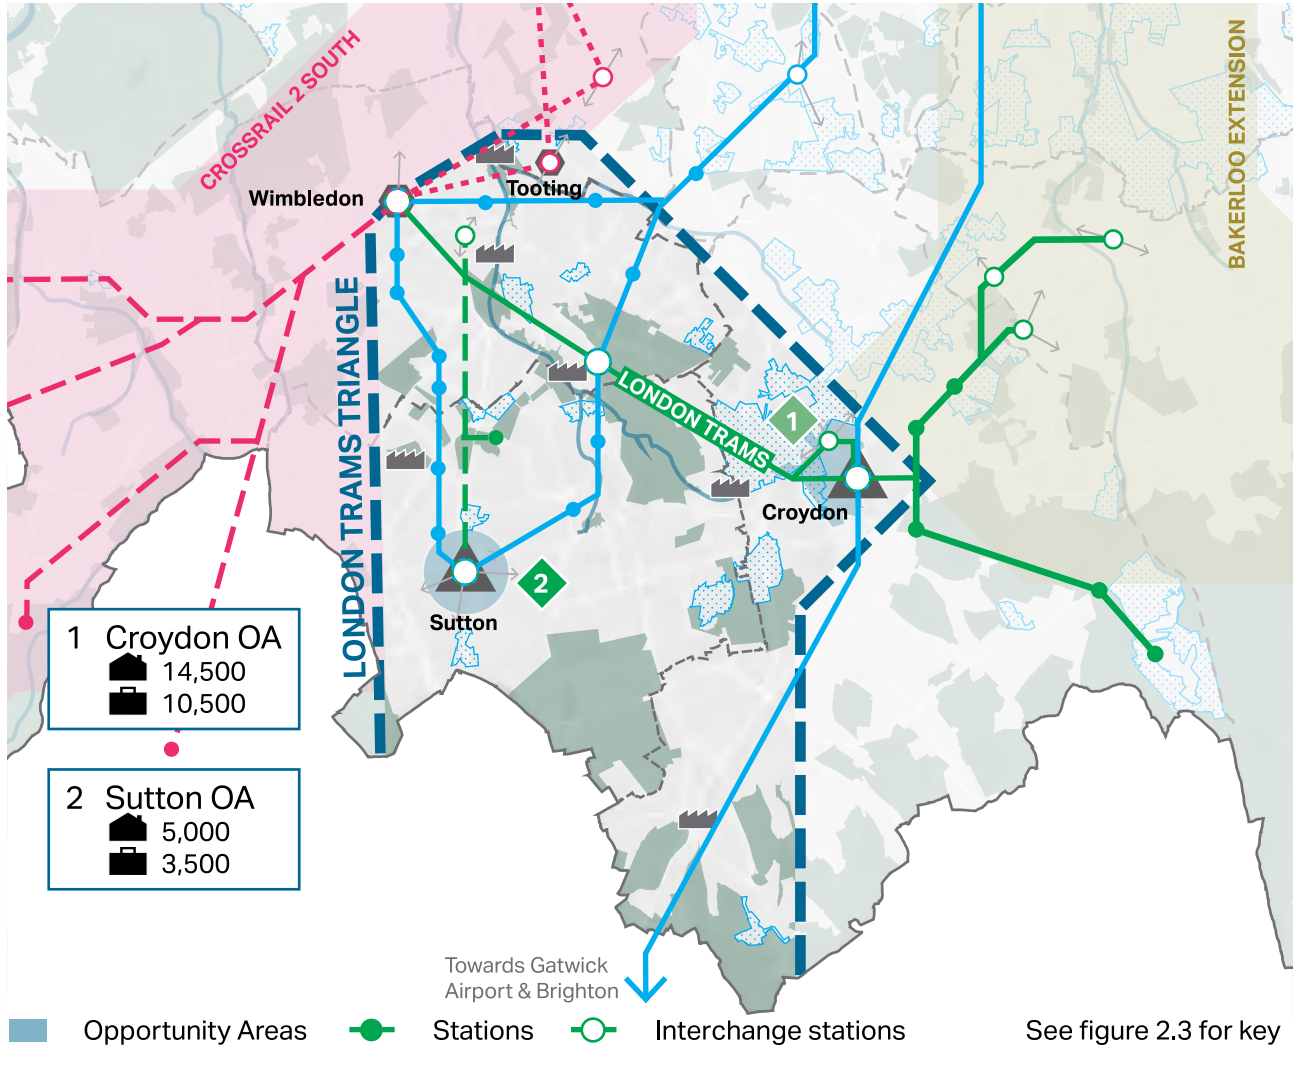 CROSSRAIL 2 SOUTH
BAKERLOO EXTENSION
Wimbledon
Tooting
LONDON TRAMS TRIANGLE
LONDON TRAMS
1
Croydon
2
Sutton
1 Croydon OA
14,500
10,500
2 Sutton OA
5,000
3,500
Towards Gatwick
Airport & Brighton
Opportunity Areas
Stations
Interchange stations
See figure 2.3 for key